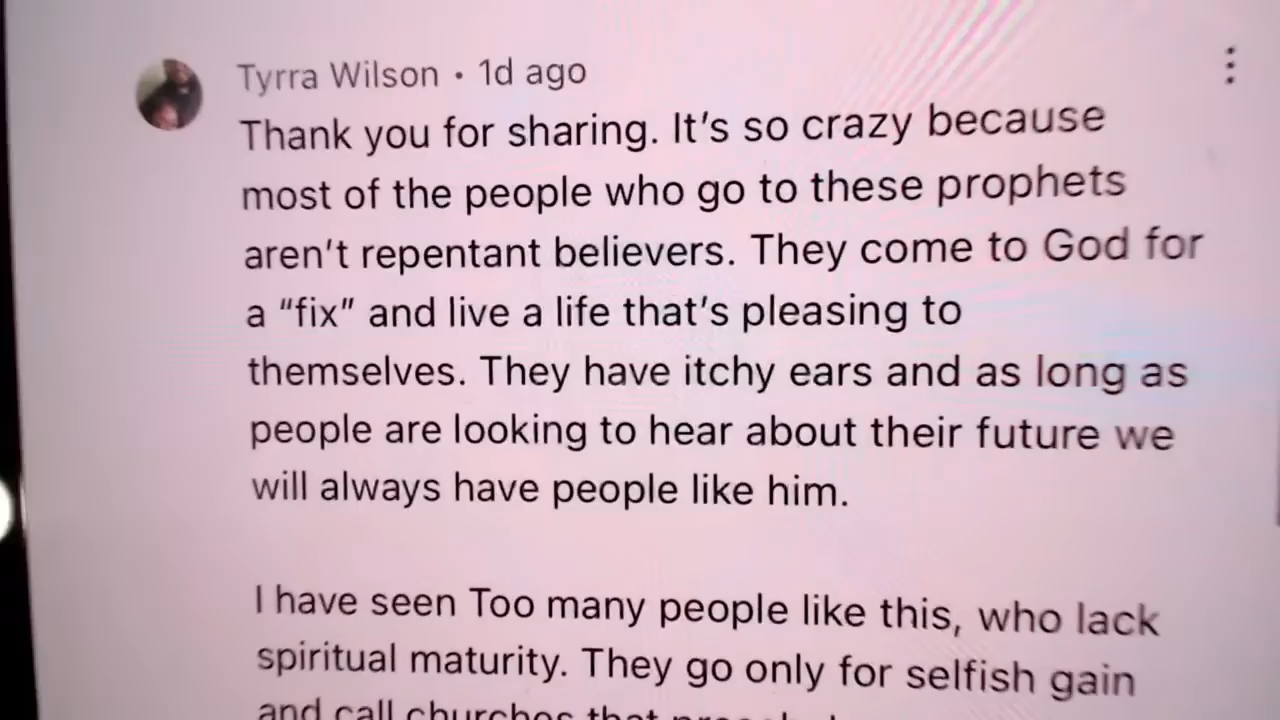 Tyrra Wilson • 1d ago
Thank you for sharing. It's so crazy because
most of the people who go to these prophets
aren't repentant believers. They come to God for
a “fix” and live a life that's pleasing to
themselves. They have itchy ears and as long as
people are looking to hear about their future we
will always have people like him.
I have seen Too many people like this, who lack
spiritual maturity. They go only for selfish gain
and call churches that